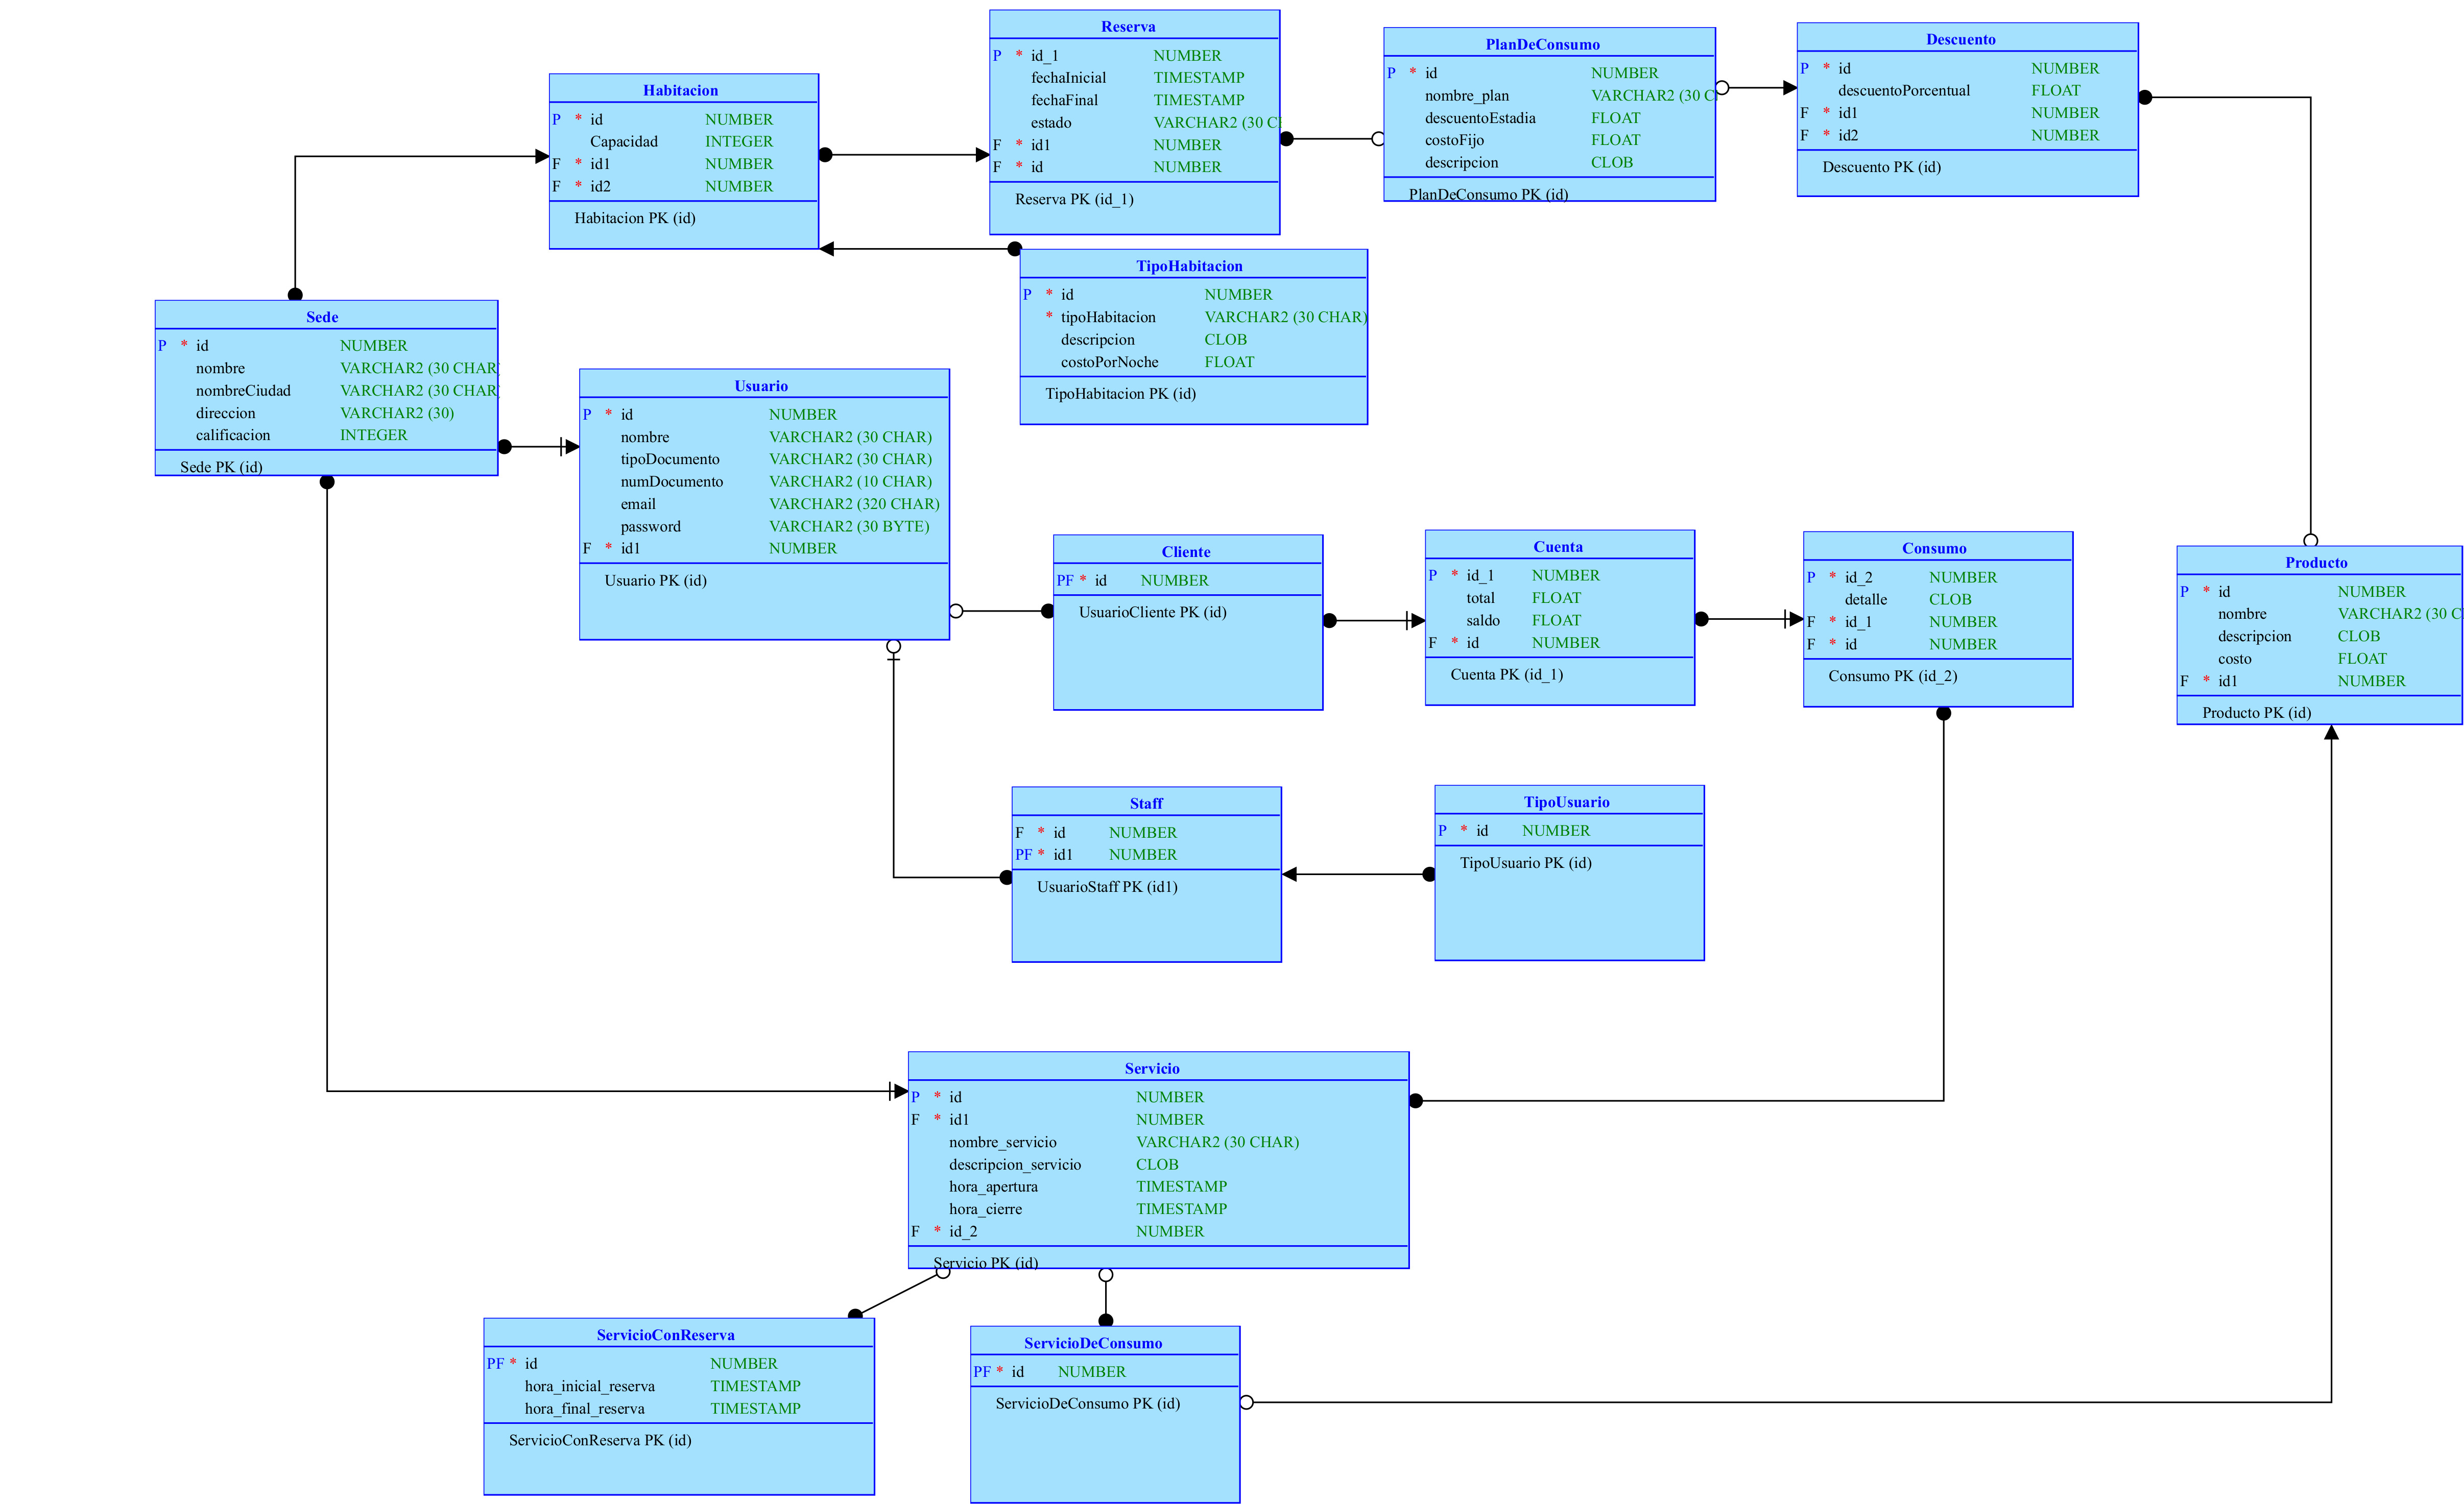 Reserva
P * id_1 NUMBER
fechaInicial TIMESTAMP
fechaFinal TIMESTAMP
estado VARCHAR2 (30 C
F * id1 NUMBER
F * id NUMBER
Reserva PK (id_1)
PlanDeConsumo
P * id NUMBER
nombre_plan VARCHAR2 (30 C
descuentoEstadia FLOAT
costoFijo FLOAT
descripcion CLOB
PlanDeConsumo PK (id)
Descuento
P * id NUMBER
descuentoPorcentual FLOAT
F * id1 NUMBER
F * id2 NUMBER
Descuento PK (id)
Habitacion
P * id NUMBER
Capacidad INTEGER
F * id1 NUMBER
F * id2 NUMBER
Habitacion PK (id)
TipoHabitacion
P * id NUMBER
* tipoHabitacion VARCHAR2 (30 CHAR)
descripcion CLOB
costoPorNoche FLOAT
TipoHabitacion PK (id)
Sede
P * id NUMBER
nombre VARCHAR2 (30 CHAR
nombreCiudad VARCHAR2 (30 CHAR
direccion VARCHAR2 (30)
calificacion INTEGER
Sede PK (id)
Usuario
P * id NUMBER
nombre VARCHAR2 (30 CHAR)
tipoDocumento VARCHAR2 (30 CHAR)
numDocumento VARCHAR2 (10 CHAR)
email VARCHAR2 (320 CHAR)
password VARCHAR2 (30 BYTE)
F * id1 NUMBER
Usuario PK (id)
Cliente
PF * id NUMBER
UsuarioCliente PK (id)
Cuenta
P * id_1 NUMBER
total FLOAT
saldo FLOAT
F * id NUMBER
Cuenta PK (id_1)
Consumo
P * id_2 NUMBER
detalle CLOB
F * id_1 NUMBER
F * id NUMBER
Consumo PK (id_2)
Producto
P * id NUMBER
nombre VARCHAR2 (30 C
descripcion CLOB
costo FLOAT
F * id1 NUMBER
Producto PK (id)
Staff
F * id NUMBER
PF * id1 NUMBER
UsuarioStaff PK (id1)
TipoUsuario
P * id NUMBER
TipoUsuario PK (id)
Servicio
P * id NUMBER
F * id1 NUMBER
nombre_servicio VARCHAR2 (30 CHAR)
descripcion_servicio CLOB
hora_apertura TIMESTAMP
hora_cierre TIMESTAMP
F * id_2 NUMBER
Servicio PK (id)
ServicioConReserva
PF * id NUMBER
hora_inicial_reserva TIMESTAMP
hora_final_reserva TIMESTAMP
ServicioConReserva PK (id)
ServicioDeConsumo
PF * id NUMBER
ServicioDeConsumo PK (id)